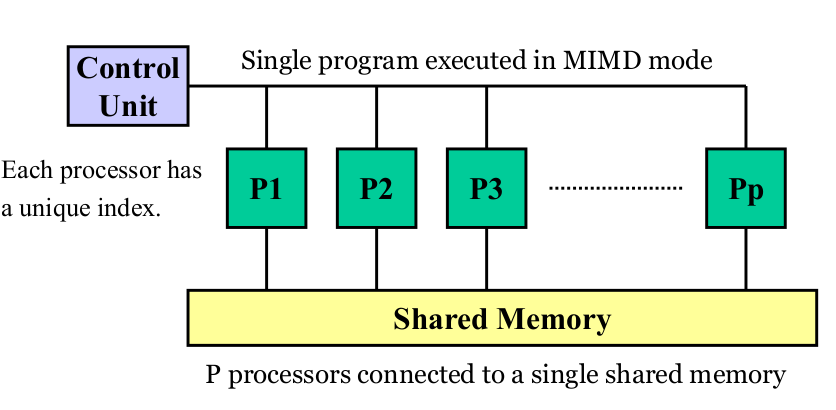 Single program executed in MIMD mode
Control
Unit
Each processor has
a unique index.
P1
P2
P3
Pp
Shared Memory
P processors connected to a single shared memory